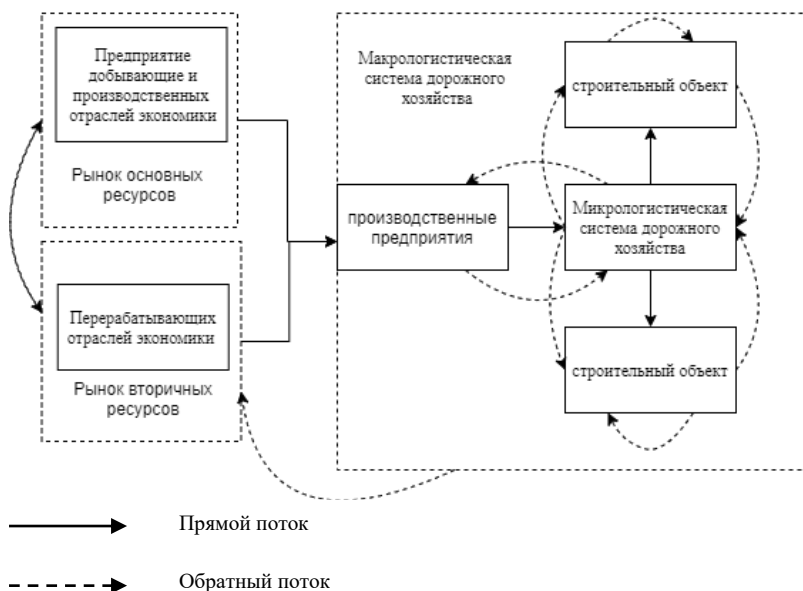 Предприятие
добывающие и
производственных
отраслей экономики
Рынок основных
ресурсов
Перерабатывающих
отраслей экономики
Рынок вторичных
ресурсов
Макрологистическая
система дорожного
хозяйства
производственные
предприятия
строительный объект
Микрологистическая
система дорожного
хозяйства
строительный объект
Прямой поток
Обратный поток